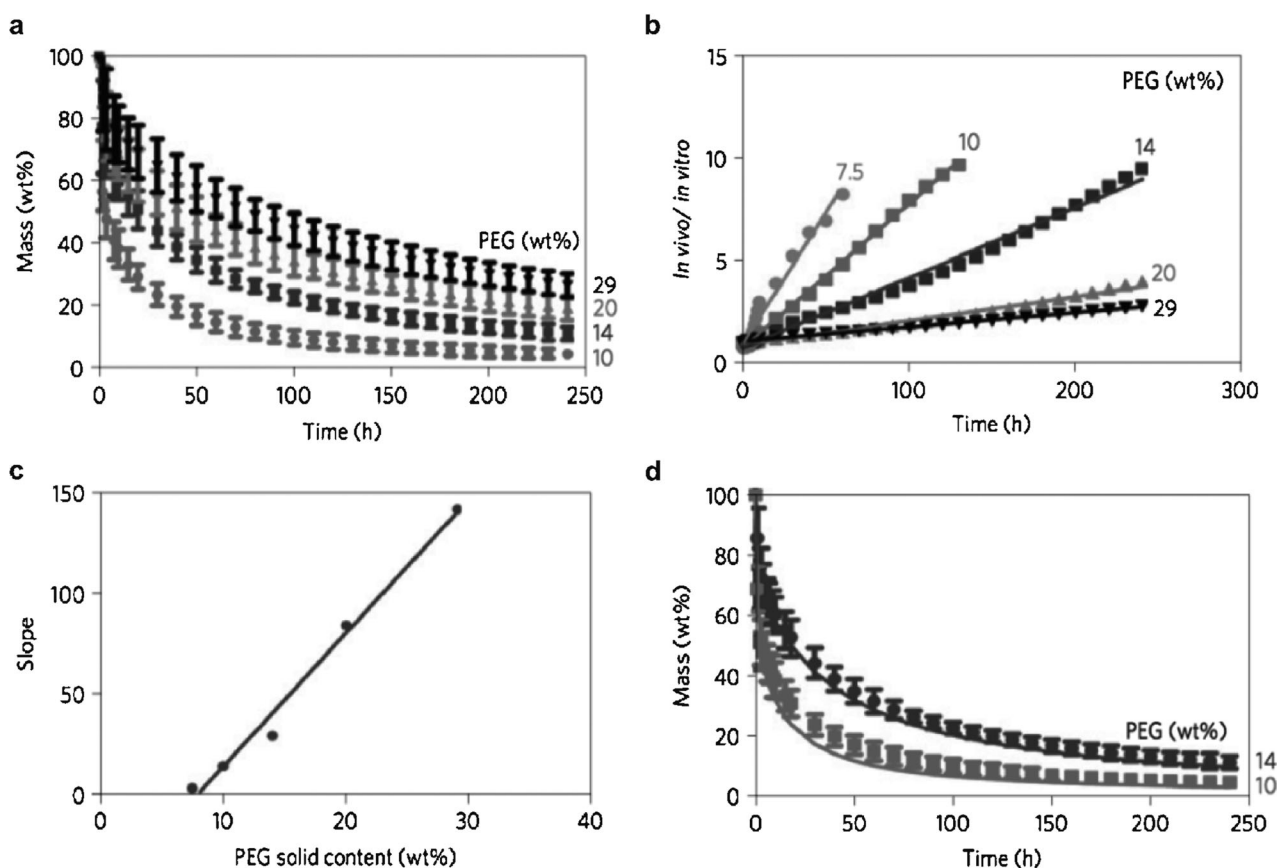 a
100
80
60
40
20
0
Mass (wt%)
PEG (wt%)
29
20
14
10
0 50 100 150 200 250
Time (h)
b
15
10
5
0
In vivo/ in vitro
PEG (wt%)
7.5
10
14
20
29
0 100 200 300
Time (h)
c
150
100
50
0
Slope
0 10 20 30 40
PEG solid content (wt%)
d
100
80
60
40
20
0
Mass (wt%)
PEG (wt%)
14
10
0 50 100 150 200 250
Time (h)